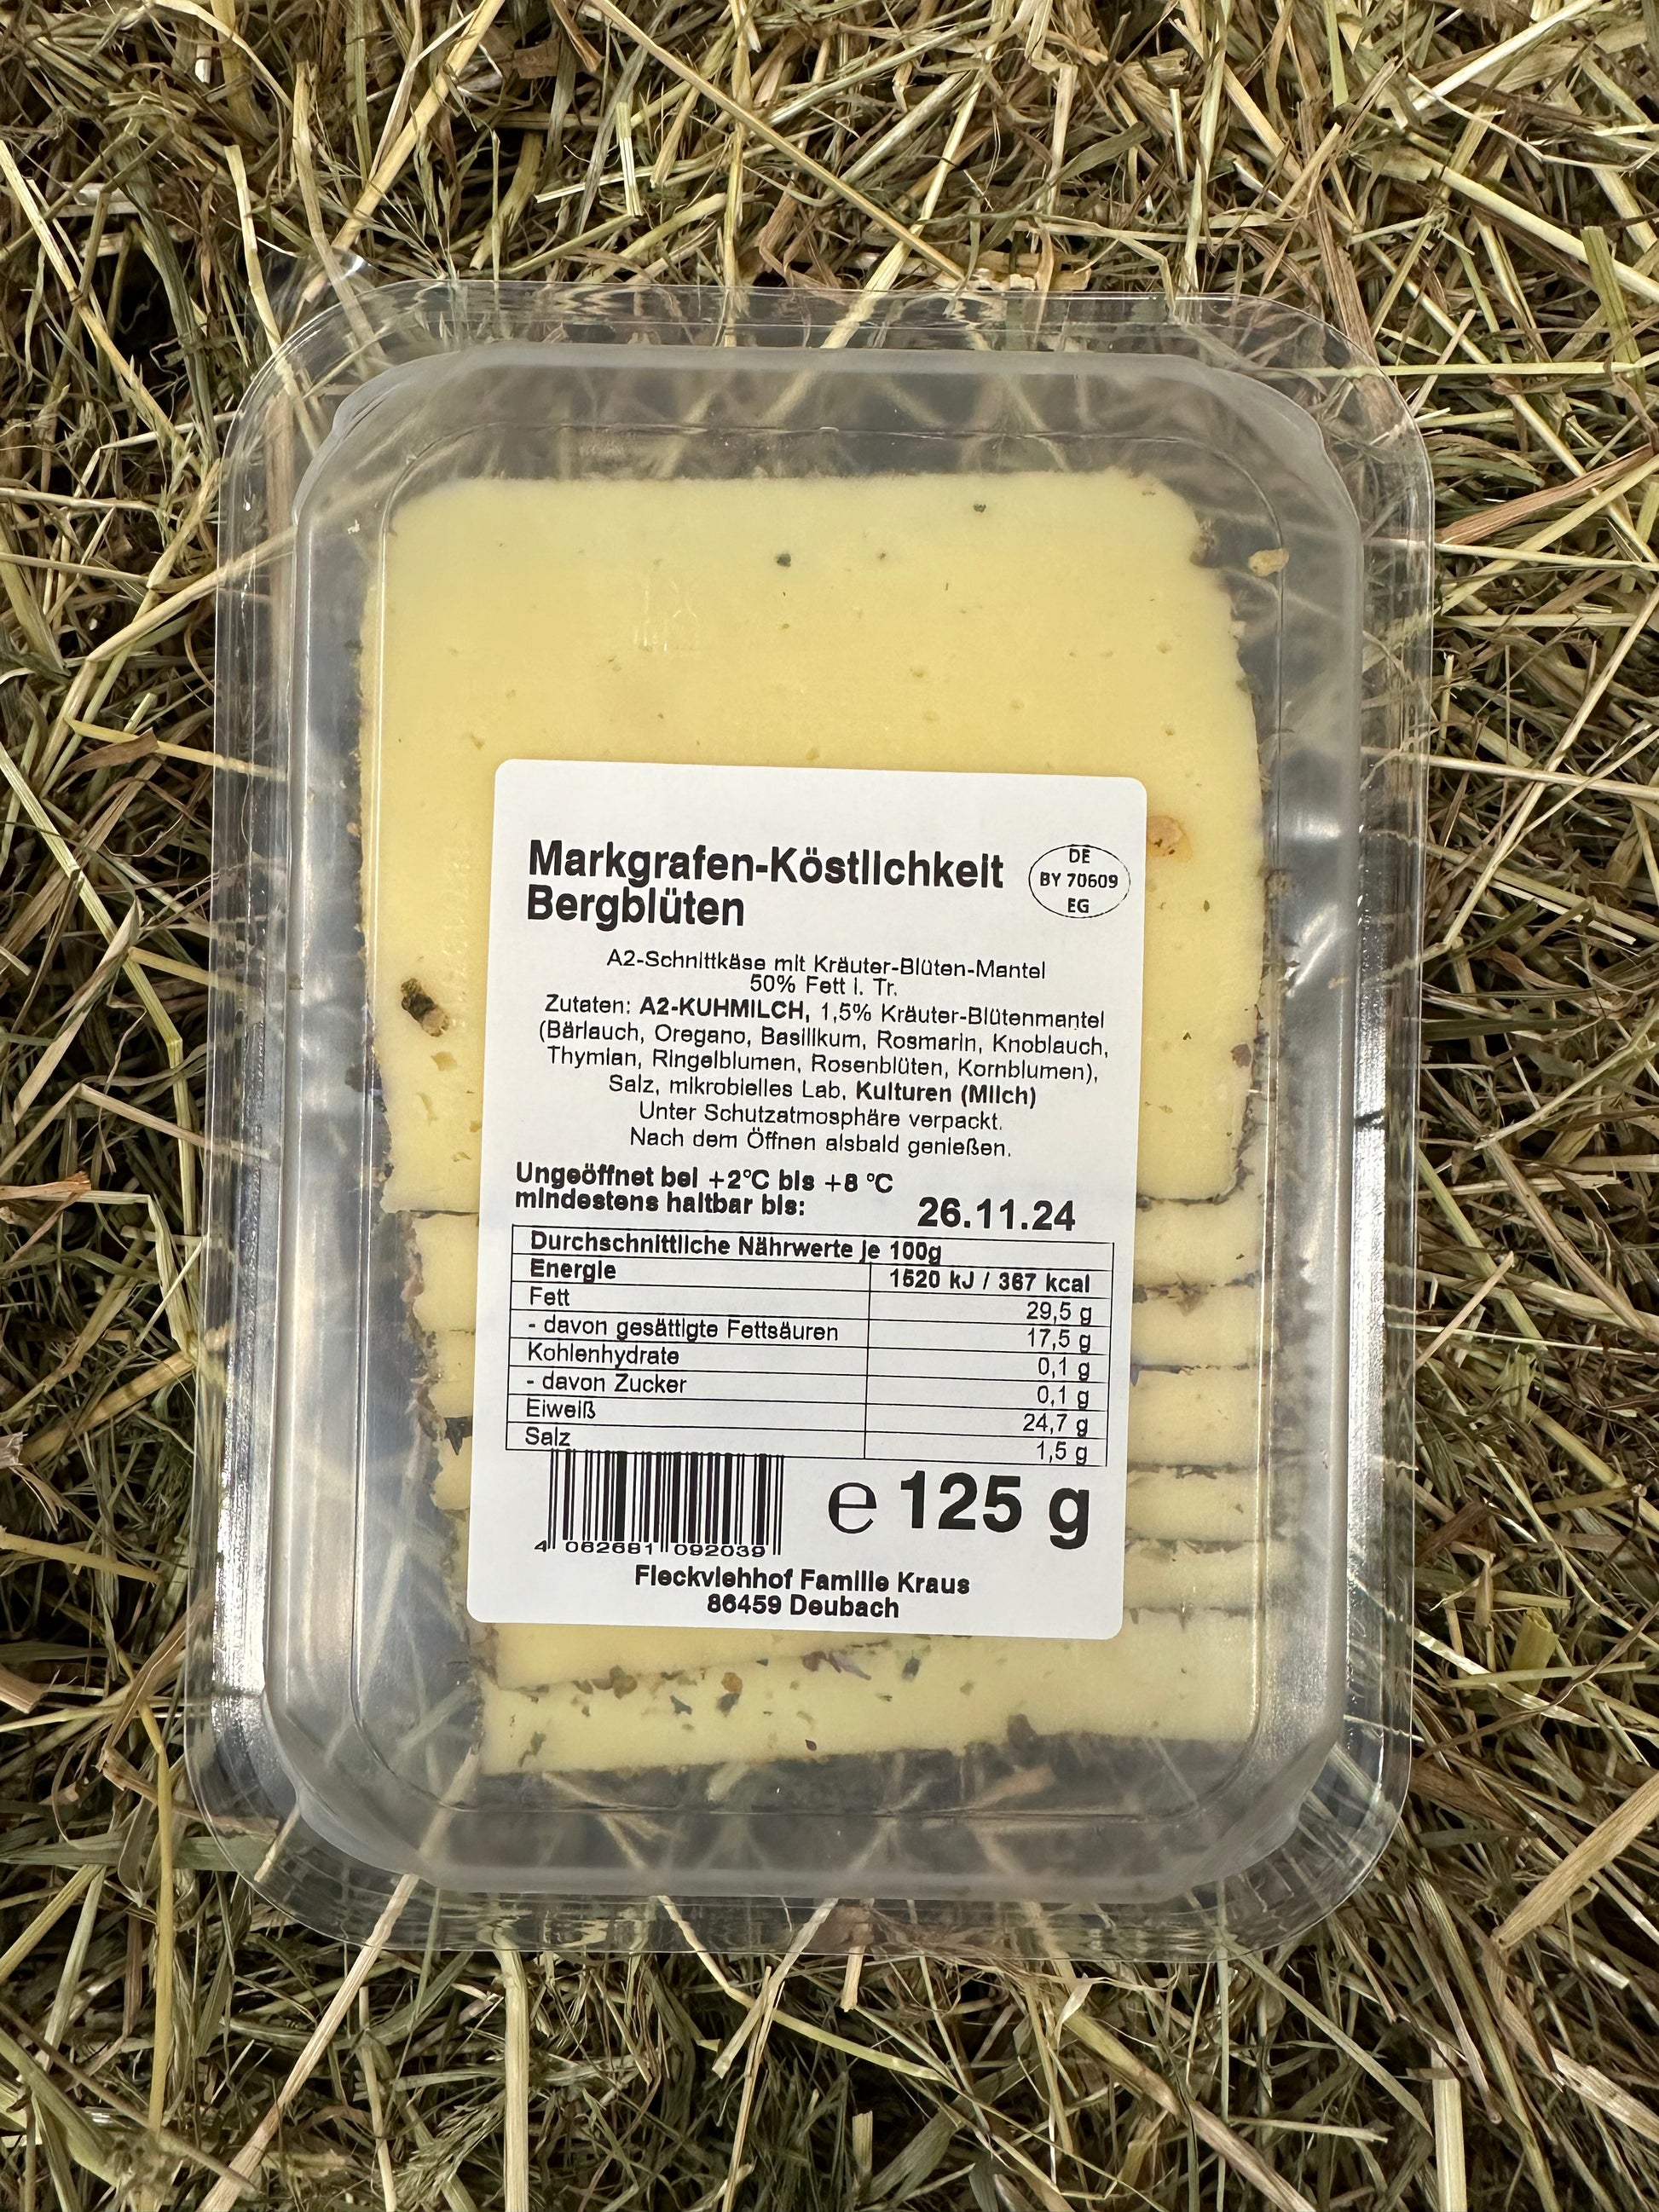 Markgrafen-Köstlichkeit
Bergblüten
DE
BY 70609
EG
A2-Schnittkäse mit Kräuter-Blüten-Mantel
50% Fett i. Tr.
Zutaten: A2-KUHMILCH, 1,5% Kräuter-Blütenmantel
(Bärlauch, Oregano, Basilikum, Rosmarin, Knoblauch,
Thymian, Ringelblumen, Rosenblüten, Kornblumen),
Salz, mikrobielles Lab, Kulturen (Milch)
Unter Schutzatmosphäre verpackt.
Nach dem Öffnen alsbald genießen.
Ungeöffnet bei +2°C bis +8 °C
mindestens haltbar bis: 26.11.24
Durchschnittliche Nährwerte je 100g
Energie 1520 kJ / 367 kcal
Fett 29,5 g
- davon gesättigte Fettsäuren 17,5 g
Kohlenhydrate 0,1 g
- davon Zucker 0,1 g
Eiweiß 24,7 g
Salz 1,5 g
e 125 g
4 062681 092039
Fleckviehhof Familie Kraus
86459 Deubach